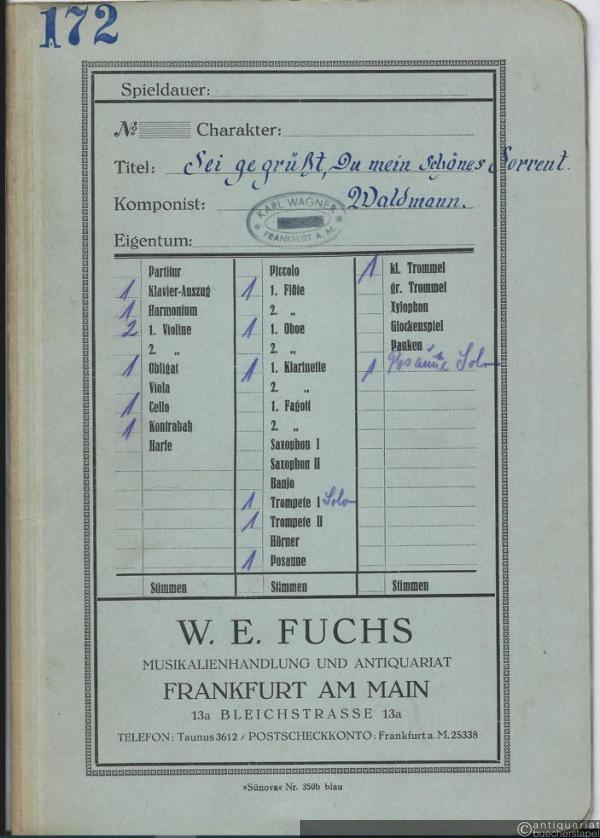 172
Spieldauer:
№ Charakter:
Titel: Sei gegrüßt, Du mein schönes Sorrent
Komponist: Waldmann.
KARL WAGNER
FRANKFURT A. M.
Eigentum:
Partitur
1 Klavier-Auszug
1 Harmonium
2 1. Violine
2. „
1 Obligat
Viola
1 Cello
1 Kontrabaß
Harfe
Stimmen
Piccolo
1 1. Flöte
2. „
1 1. Oboe
2. „
1 1. Klarinette
2. „
1. Fagott
2. „
Saxophon I
Saxophon II
Banjo
1 Trompete I Solo
1 Trompete II
Hörner
1 Posaune
Stimmen
1 kl. Trommel
gr. Trommel
Xylophon
Glockenspiel
Pauken
1 Posaune Solo
Stimmen
W. E. FUCHS
MUSIKALIENHANDLUNG UND ANTIQUARIAT
FRANKFURT AM MAIN
13a BLEICHSTRASSE 13a
TELEFON: Taunus 3612 / POSTSCHECKKONTO: Frankfurt a. M. 25338
»Sünova« Nr. 350b blau
©antiquariat
buecherstapel